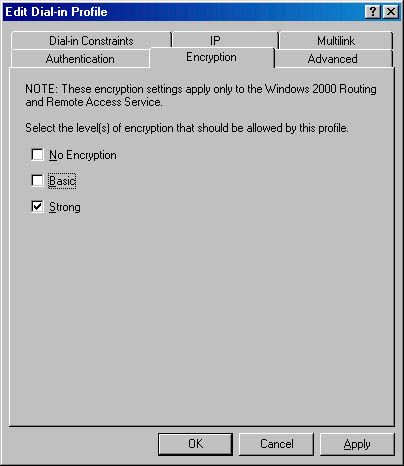 Edit Dial-in Profile
Dial-in Constraints IP Multilink
Authentication Encryption Advanced
NOTE: These encryption settings apply only to the Windows 2000 Routing
and Remote Access Service.
Select the level(s) of encryption that should be allowed by this profile.
No Encryption
Basic
Strong
OK Cancel Apply